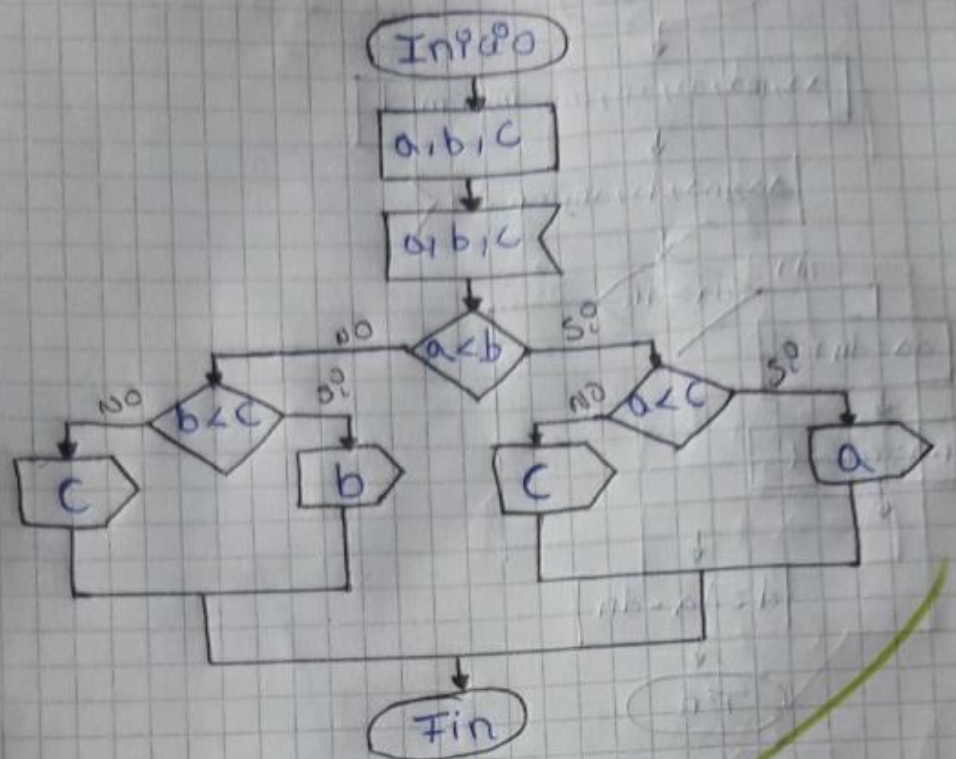 Inicio
a, b, c
a, b, c
a < b
NO
Si
b < c
a < c
NO
Si
NO
Si
c
b
c
a
Fin